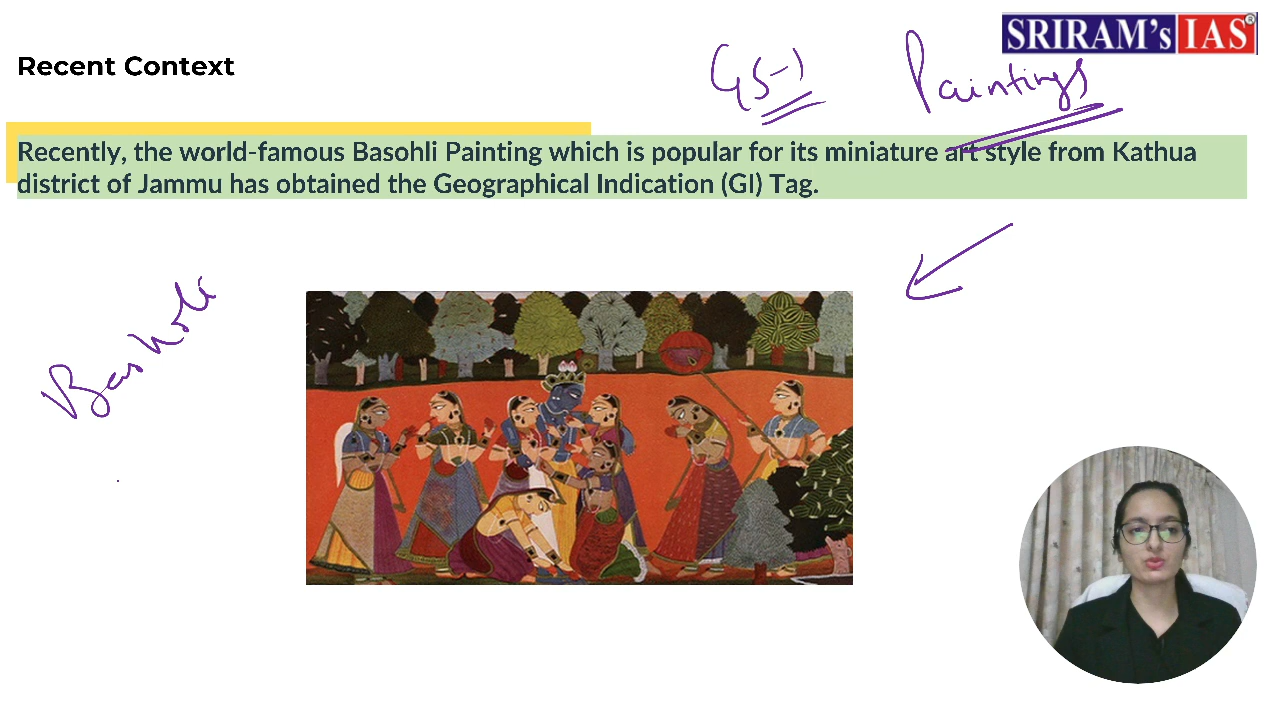 SRIRAM's IAS®
Recent Context
GS-1
Paintings
Recently, the world-famous Basohli Painting which is popular for its miniature art style from Kathua
district of Jammu has obtained the Geographical Indication (GI) Tag.
Basholi